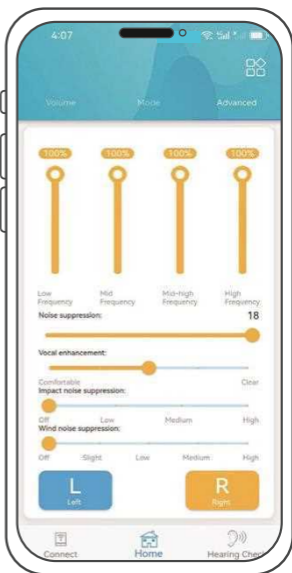 4:07
Volume Mode Advanced
100% 100% 100% 100%
Low Frequency
Mid Frequency
Mid-high Frequency
High Frequency
Noise suppression: 18
Vocal enhancement:
Comfortable Clear
Impact noise suppression:
Off Low Medium High
Wind noise suppression:
Off Slight Low Medium High
L R
Left Right
Connect Home Hearing Check